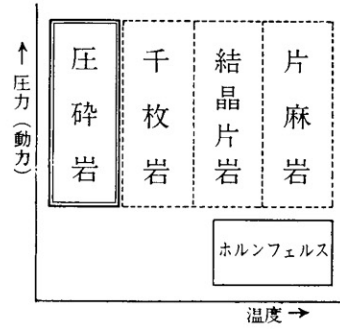 ↑圧力(動力)
圧砕岩
千枚岩
結晶片岩
片麻岩
ホルンフェルス
温度→